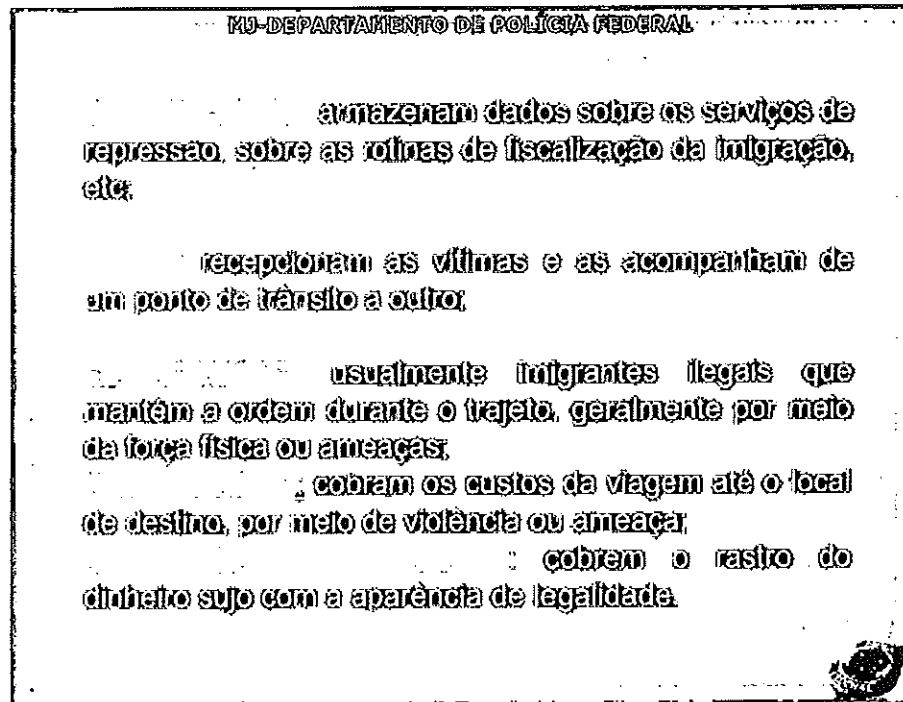 MJ-DEPARTAMENTO DE POLÍCIA FEDERAL
armazenam dados sobre os serviços de
repressão, sobre as rotinas de fiscalização da imigração,
etc;
recepcionam as vítimas e as acompanham de
um ponto de trânsito a outro;
usualmente imigrantes ilegais que
mantém a ordem durante o trajeto, geralmente por meio
da força física ou ameaças;
: cobram os custos da viagem até o local
de destino, por meio de violência ou ameaça;
: cobrem o rastro do
dinheiro sujo com a aparência de legalidade.